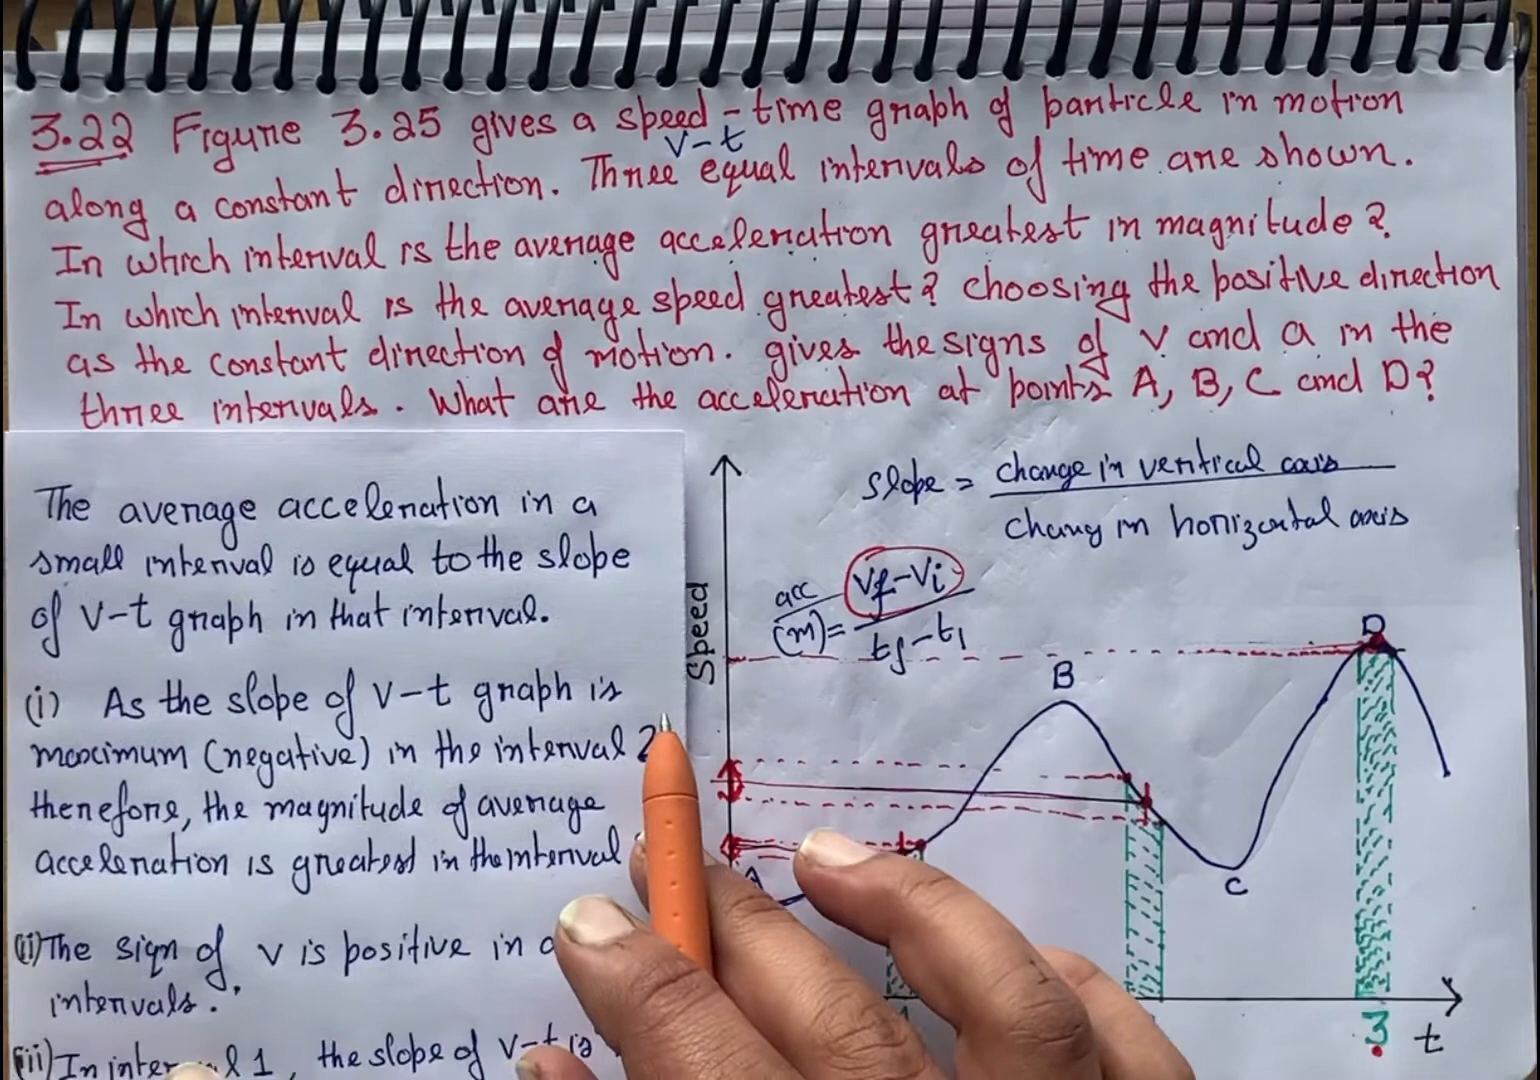 3.22 Figure 3.25 gives a speed-time graph of particle in motion
v-t
along a constant direction. Three equal intervals of time are shown.
In which interval is the average acceleration greatest in magnitude?
In which interval is the average speed greatest? choosing the positive direction
as the constant direction of motion. gives the signs of v and a in the
three intervals. What are the acceleration at points A, B, C and D?
The average acceleration in a
small interval is equal to the slope
of v-t graph in that interval.
(i) As the slope of v-t graph is
maximum (negative) in the interval 2
therefore, the magnitude of average
acceleration is greatest in the interval
(ii) The sign of v is positive in
intervals.
(iii) In interval 1, the slope of v-t is
slope = change in vertical axis
chang in horizontal axis
acc
(m) = vf-vi
tf-t1
Speed
A
B
C
D
1
3
t